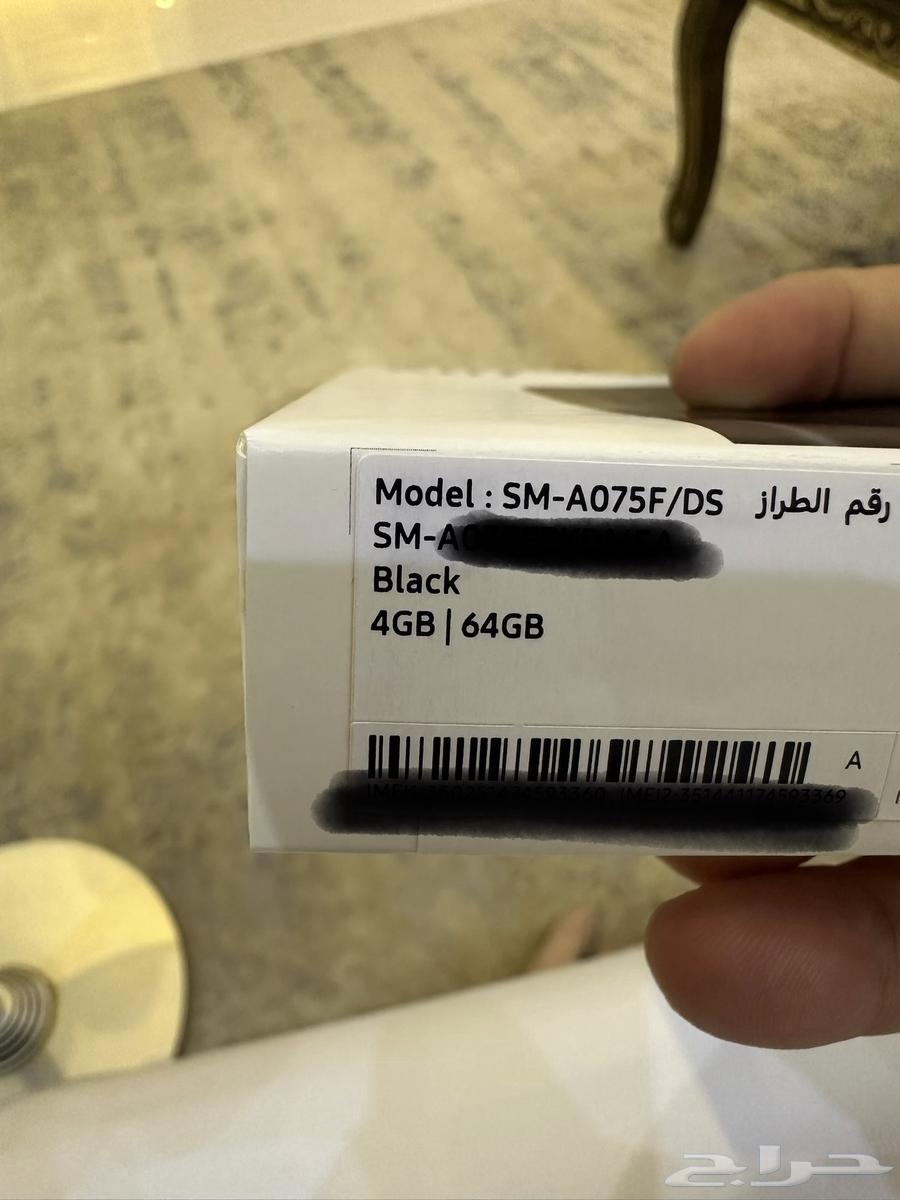 Model : SM-A075F/DS رقم الطراز
SM-A
Black
4GB | 64GB
A
حراج